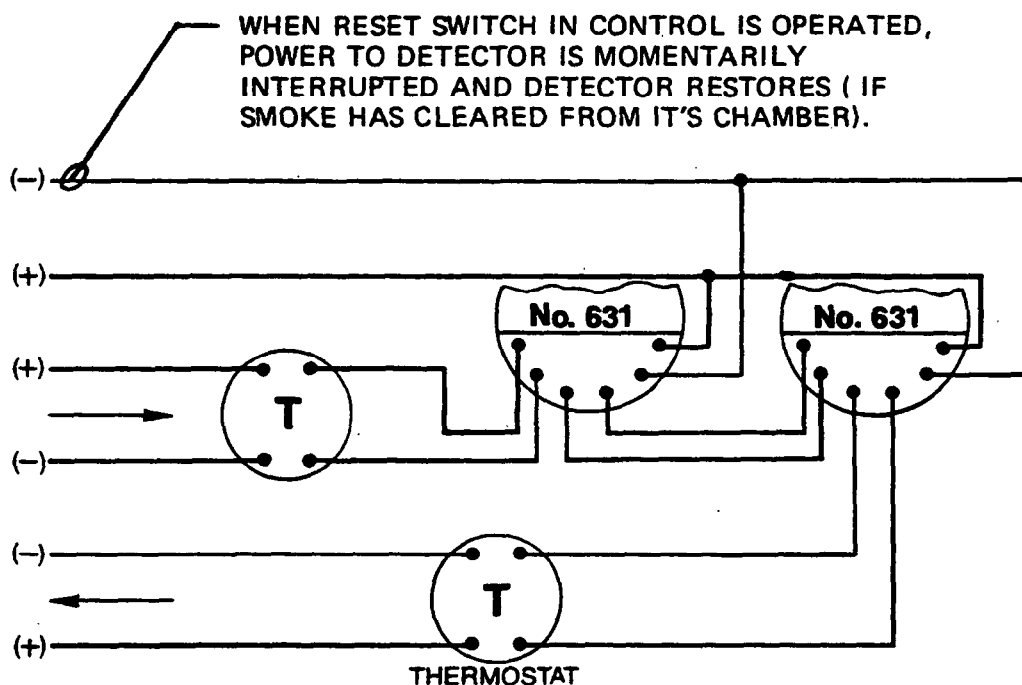 WHEN RESET SWITCH IN CONTROL IS OPERATED,
POWER TO DETECTOR IS MOMENTARILY
INTERRUPTED AND DETECTOR RESTORES ( IF
SMOKE HAS CLEARED FROM IT'S CHAMBER).
(−)
(+)
No. 631
No. 631
(+)
T
(−)
(−)
T
(+)
THERMOSTAT